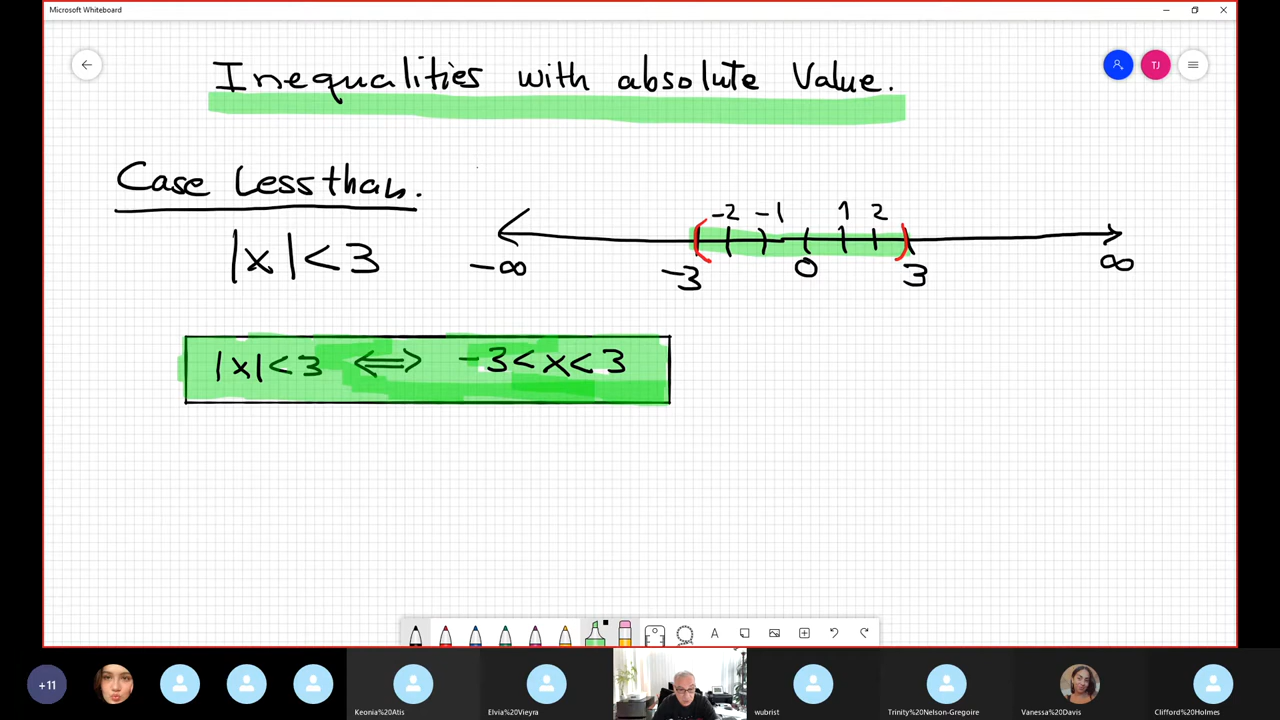 Microsoft Whiteboard
Inequalities with absolute Value.
TJ
Case Less than.
-2 -1 1 2
|x| < 3
-∞ -3 0 3 ∞
|x| < 3 ⟺ -3 < x < 3
A
+11
Keonia%20Atis
Elvia%20Vieyra
wubrist
Trinity%20Nelson-Gregoire
Vanessa%20Davis
Clifford%20Holmes